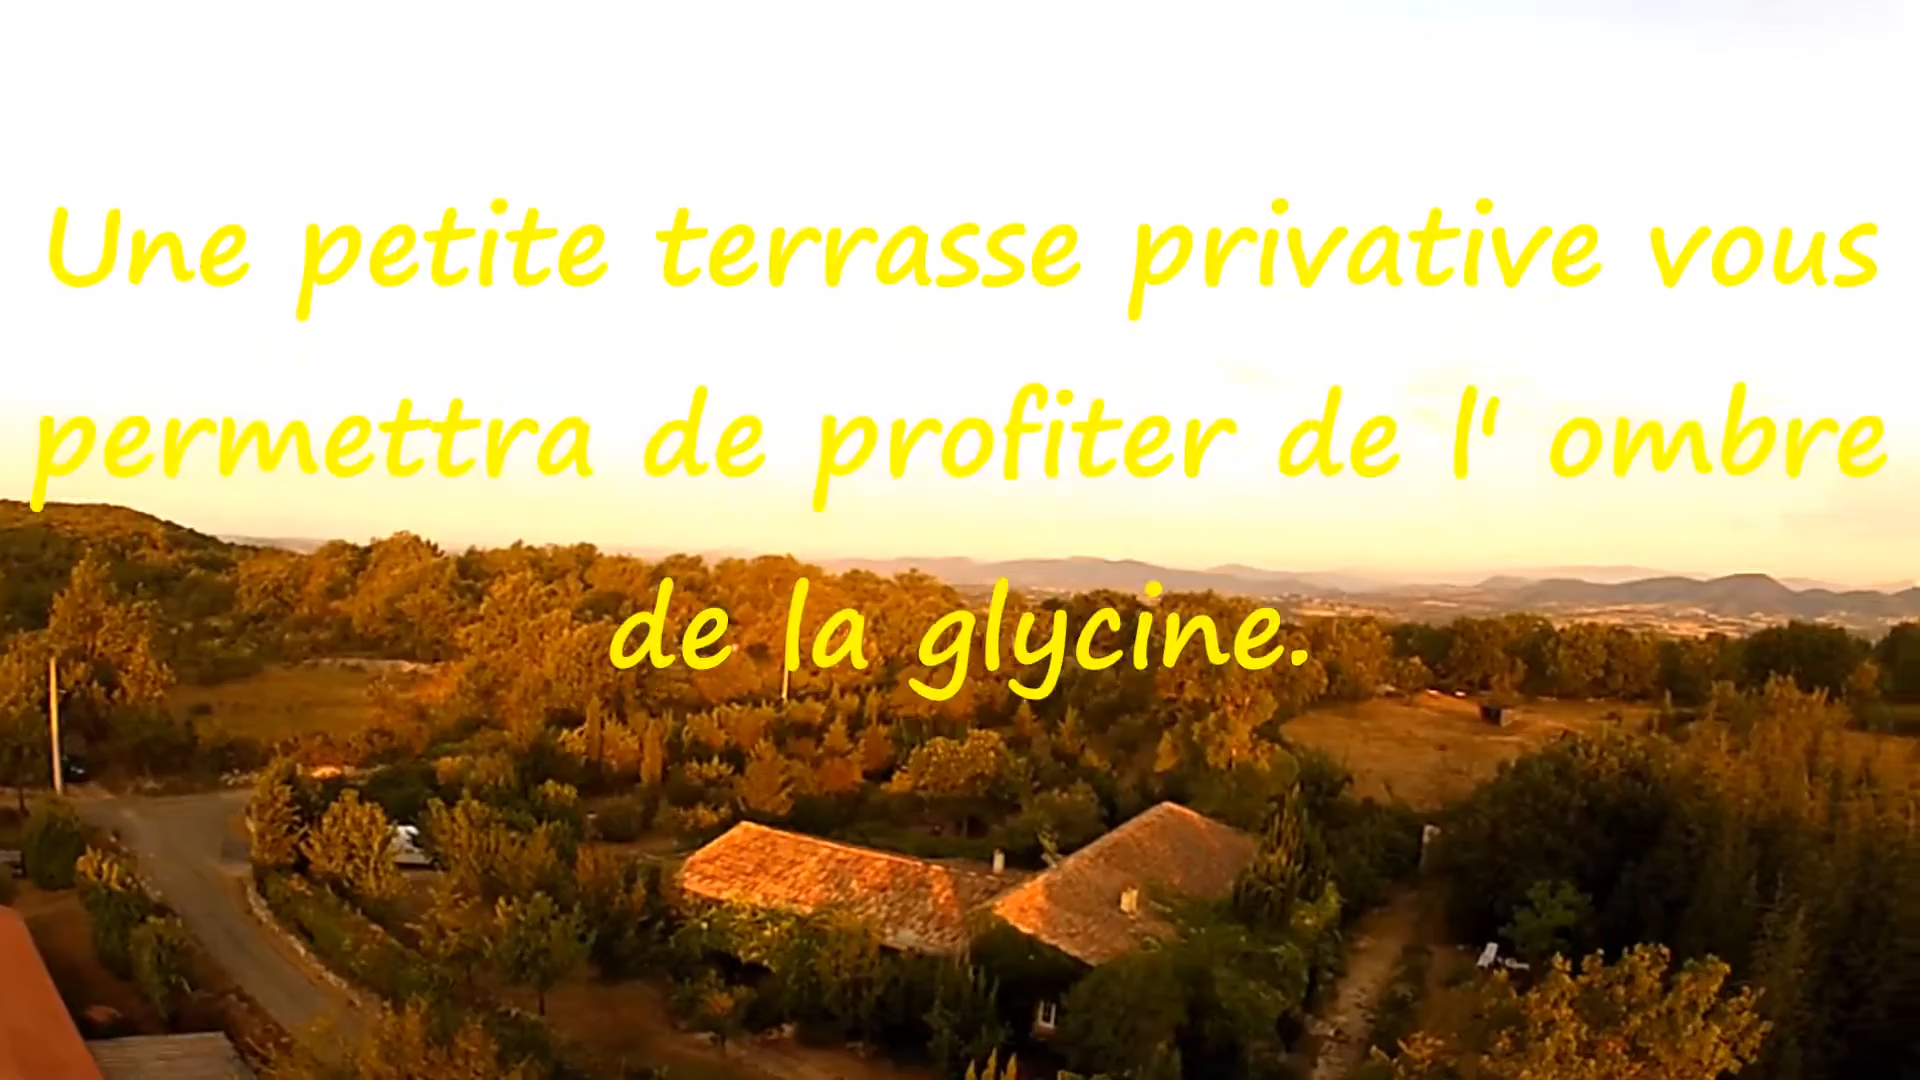 Une petite terrasse privative vous
permettra de profiter de l' ombre
de la glycine.